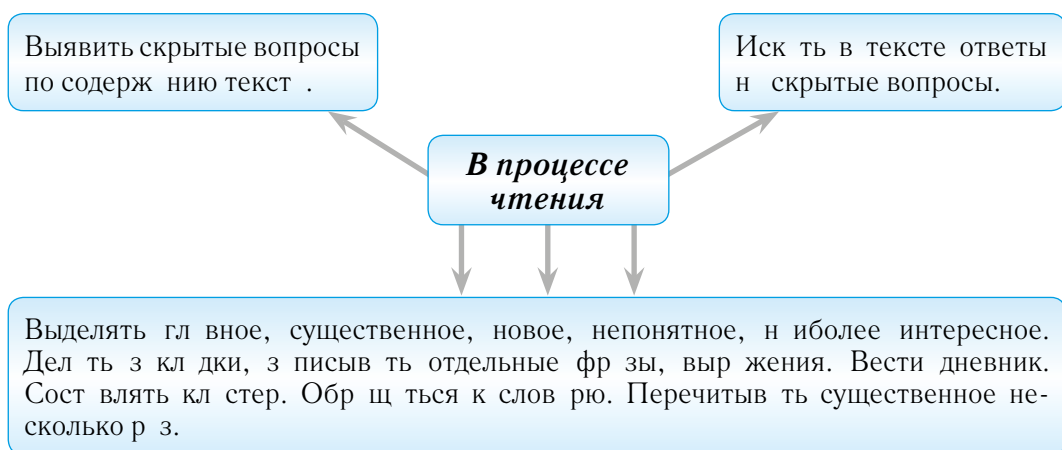 Выявить скрытые вопросы
по содерж нию текст .
Иск ть в тексте ответы
н скрытые вопросы.
В процессе
чтения
Выделять гл вное, существенное, новое, непонятное, н иболее интересное.
Дел ть з кл дки, з писыв ть отдельные фр зы, выр жения. Вести дневник.
Сост влять кл стер. Обр щ ться к слов рю. Перечитыв ть существенное не-
сколько р з.